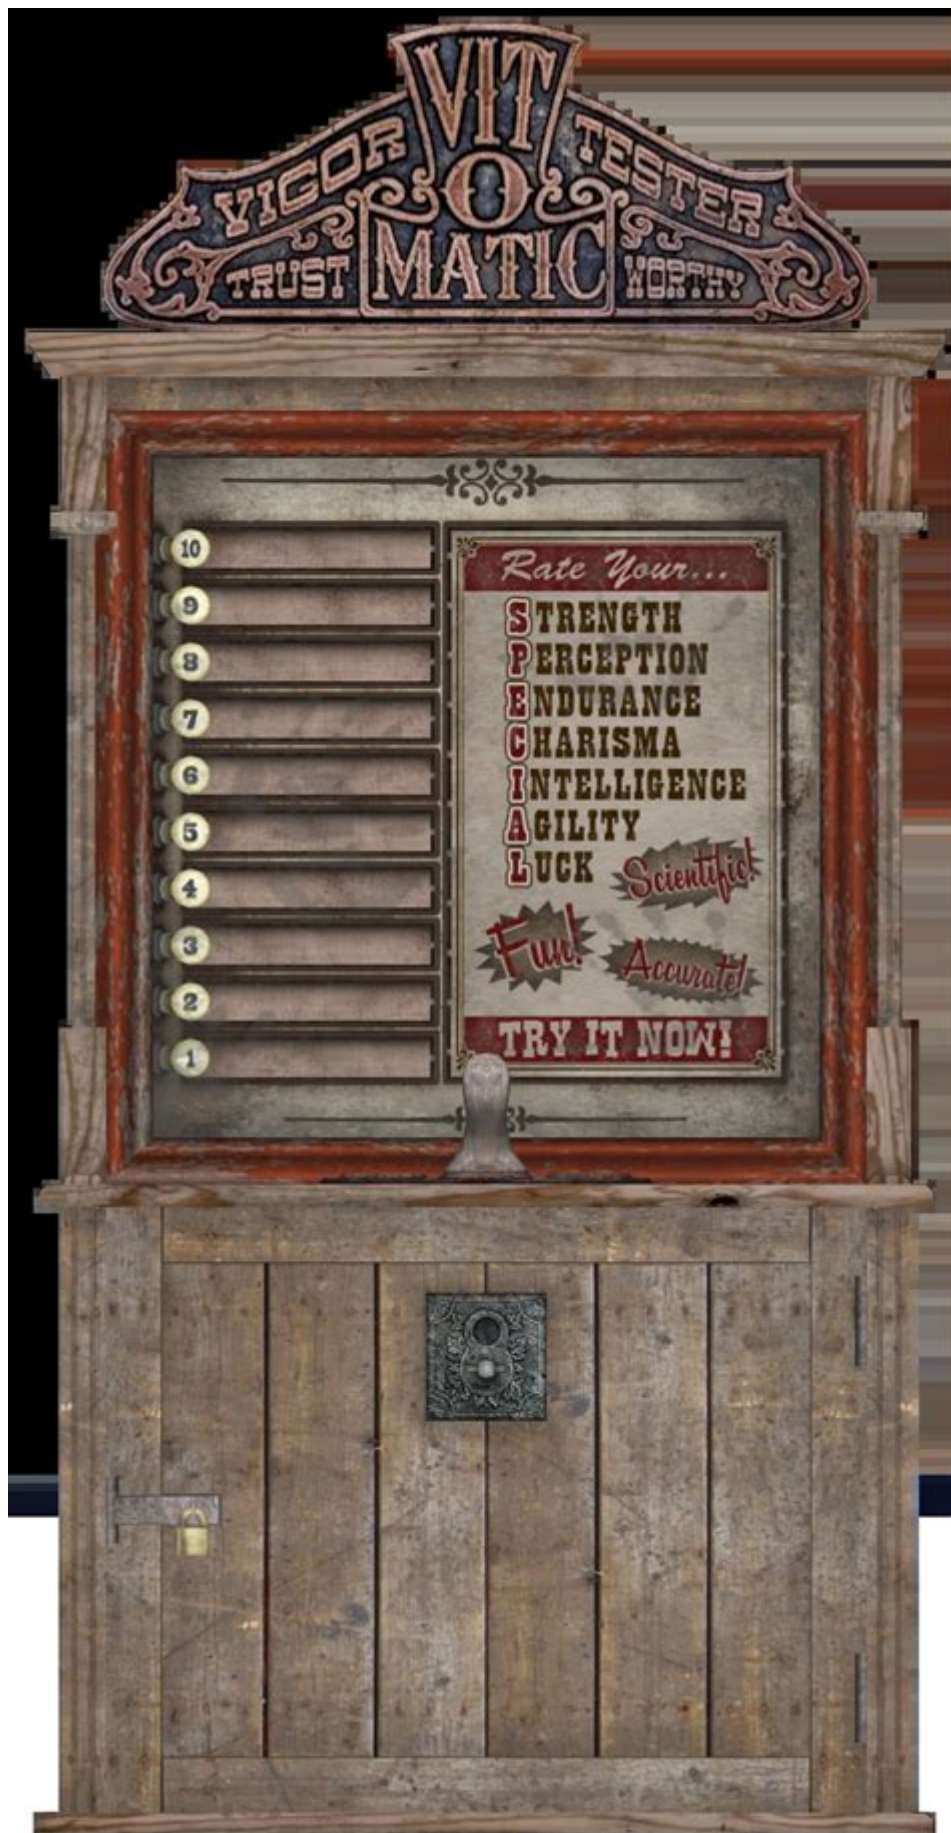 VIT
O
MATIC
VIGOR TESTER
TRUST WORTHY
10
9
8
7
6
5
4
3
2
1
Rate Your...
STRENGTH
PERCEPTION
ENDURANCE
CHARISMA
INTELLIGENCE
AGILITY
LUCK
Scientific!
Fun!
Accurate!
TRY IT NOW!